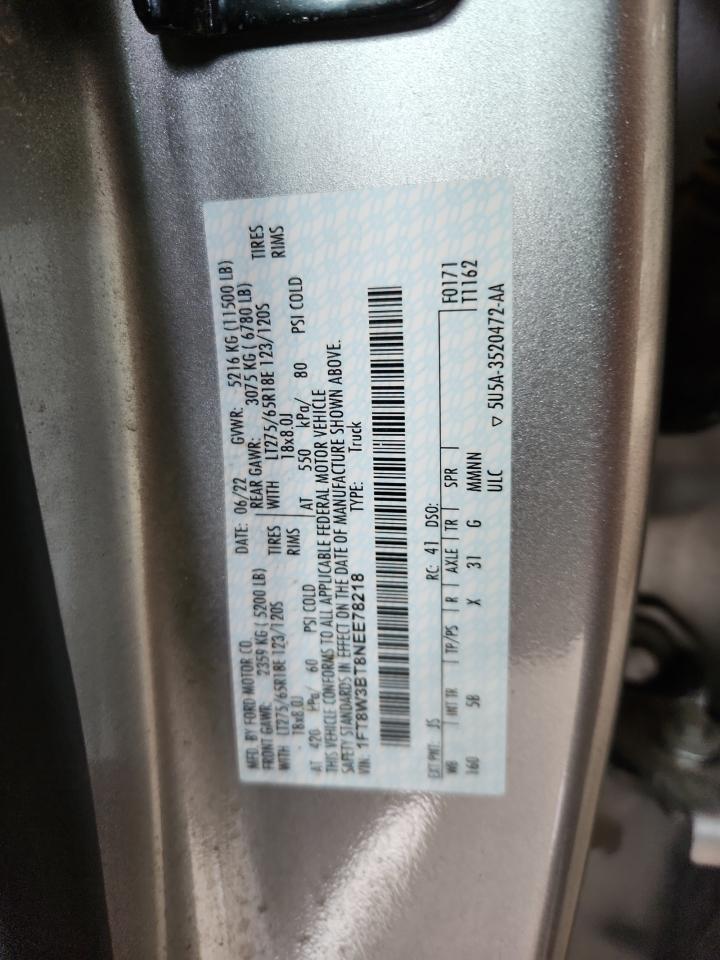 MFD. BY FORD MOTOR CO.
DATE: 06/22 GVWR: 5216 KG (11500 LB)
FRONT GAWR: 2359 KG ( 5200 LB) REAR GAWR: 3075 KG ( 6780 LB)
WITH LT275/65R18E 123/120S TIRES WITH LT275/65R18E 123/120S TIRES
18x8.0J RIMS 18x8.0J RIMS
AT 420 kPa/ 60 PSI COLD AT 550 kPa/ 80 PSI COLD
THIS VEHICLE CONFORMS TO ALL APPLICABLE FEDERAL MOTOR VEHICLE
SAFETY STANDARDS IN EFFECT ON THE DATE OF MANUFACTURE SHOWN ABOVE.
VIN: 1FT8W3BT8NEE78218 TYPE: Truck
EXT PNT: JS RC: 41 DSO: F0171
WB INT TR TP/PS R AXLE TR SPR T1162
160 5B X 31 G MMNN
ULC ▽ 5U5A-3520472-AA